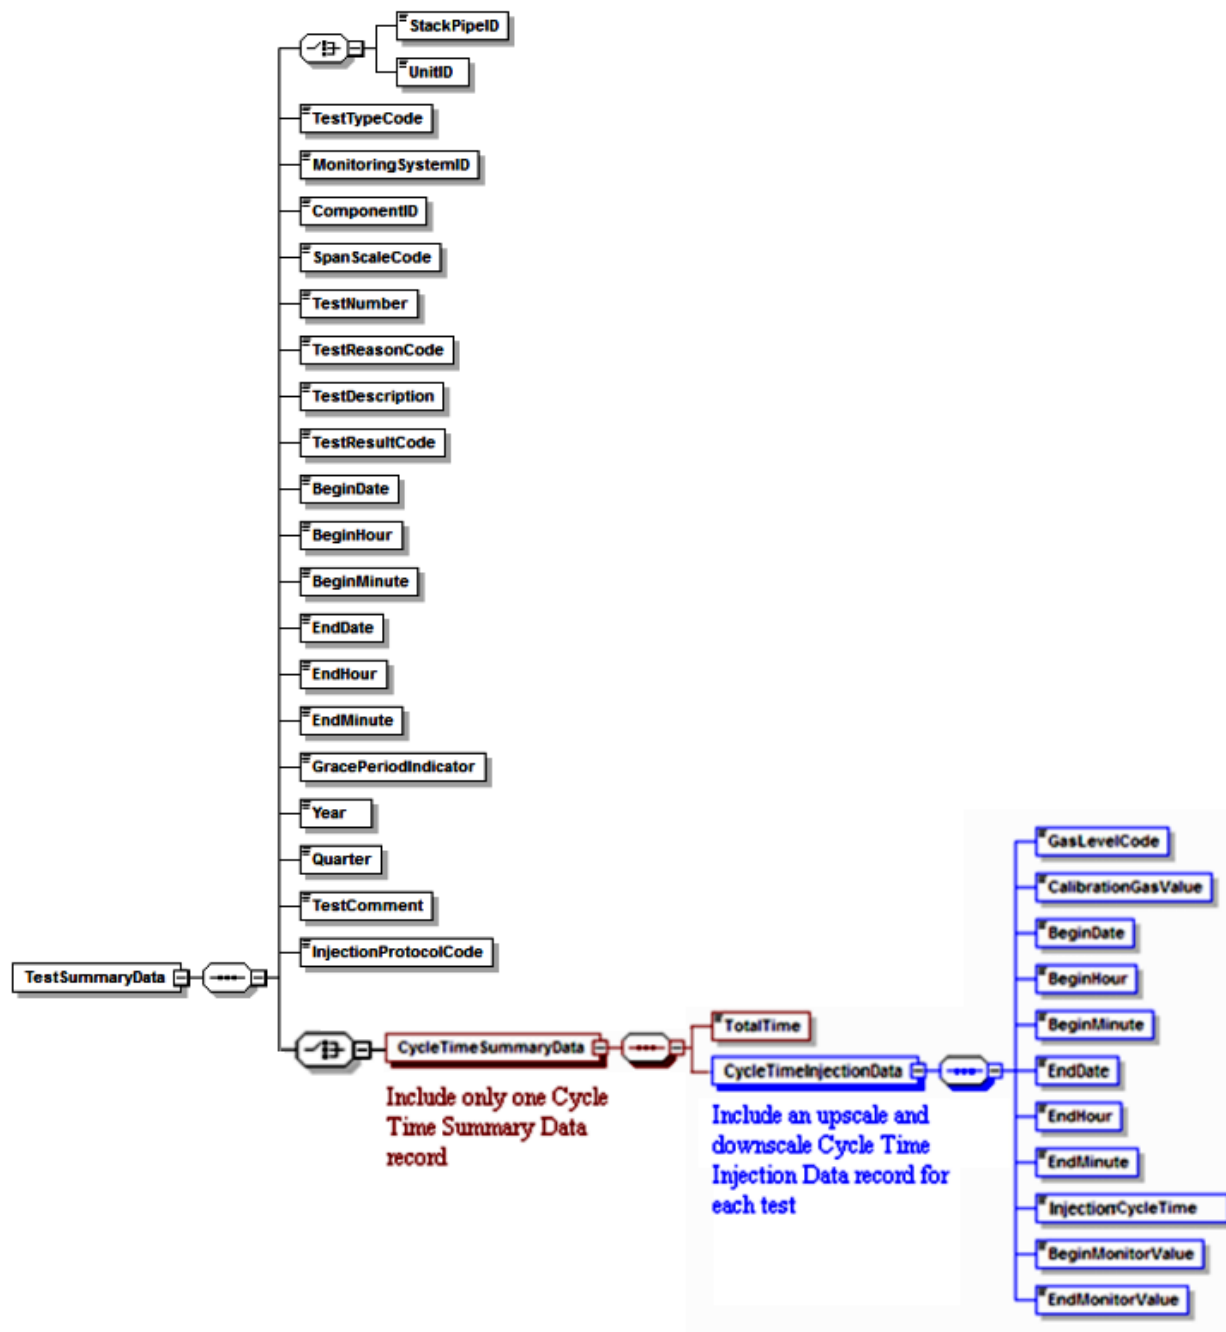 StackPipeID
UnitID
TestTypeCode
MonitoringSystemID
ComponentID
SpanScaleCode
TestNumber
TestReasonCode
TestDescription
TestResultCode
BeginDate
BeginHour
BeginMinute
EndDate
EndHour
EndMinute
GracePeriodIndicator
Year
Quarter
TestComment
InjectionProtocolCode
TestSummaryData
CycleTimeSummaryData
Include only one Cycle
Time Summary Data
record
TotalTime
CycleTimeInjectionData
Include an upscale and
downscale Cycle Time
Injection Data record for
each test
GasLevelCode
CalibrationGasValue
BeginDate
BeginHour
BeginMinute
EndDate
EndHour
EndMinute
InjectionCycleTime
BeginMonitorValue
EndMonitorValue